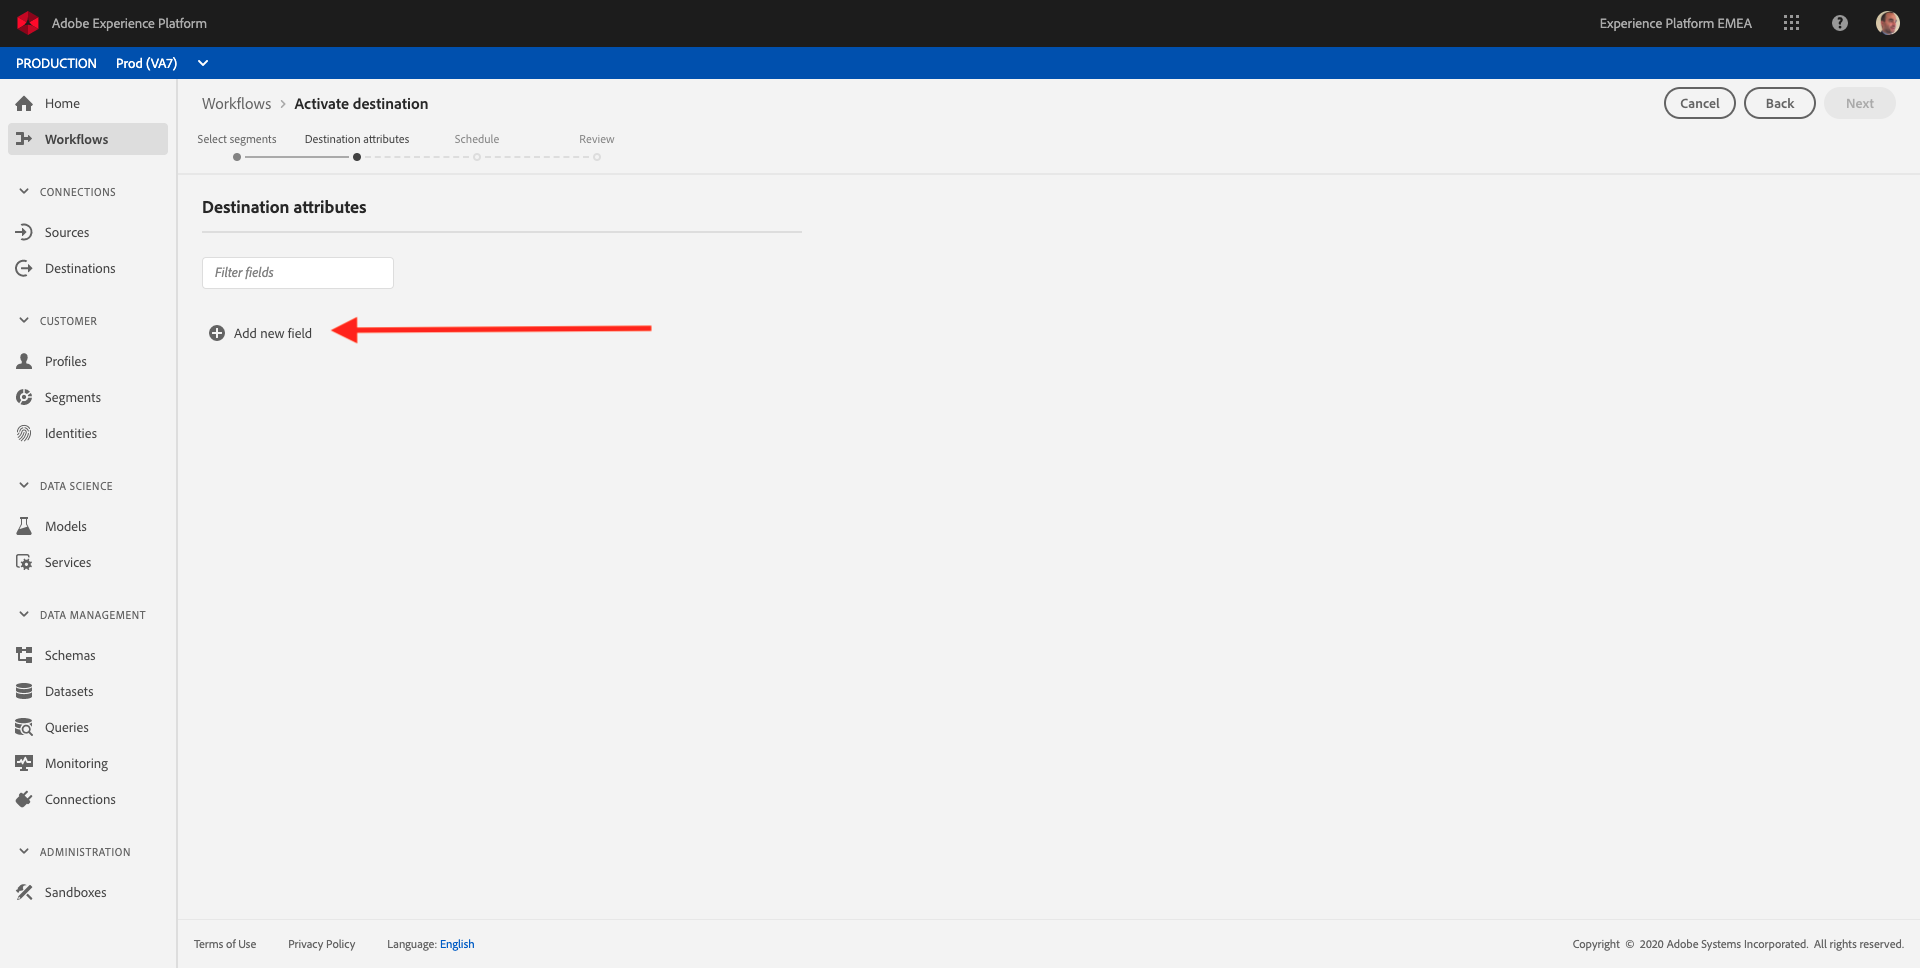 Adobe Experience Platform
Experience Platform EMEA
PRODUCTION Prod (VA7)
Home
Workflows
CONNECTIONS
Sources
Destinations
CUSTOMER
Profiles
Segments
Identities
DATA SCIENCE
Models
Services
DATA MANAGEMENT
Schemas
Datasets
Queries
Monitoring
Connections
ADMINISTRATION
Sandboxes
Workflows > Activate destination
Cancel Back Next
Select segments Destination attributes Schedule Review
Destination attributes
Filter fields
Add new field
Terms of Use Privacy Policy Language: English
Copyright © 2020 Adobe Systems Incorporated. All rights reserved.